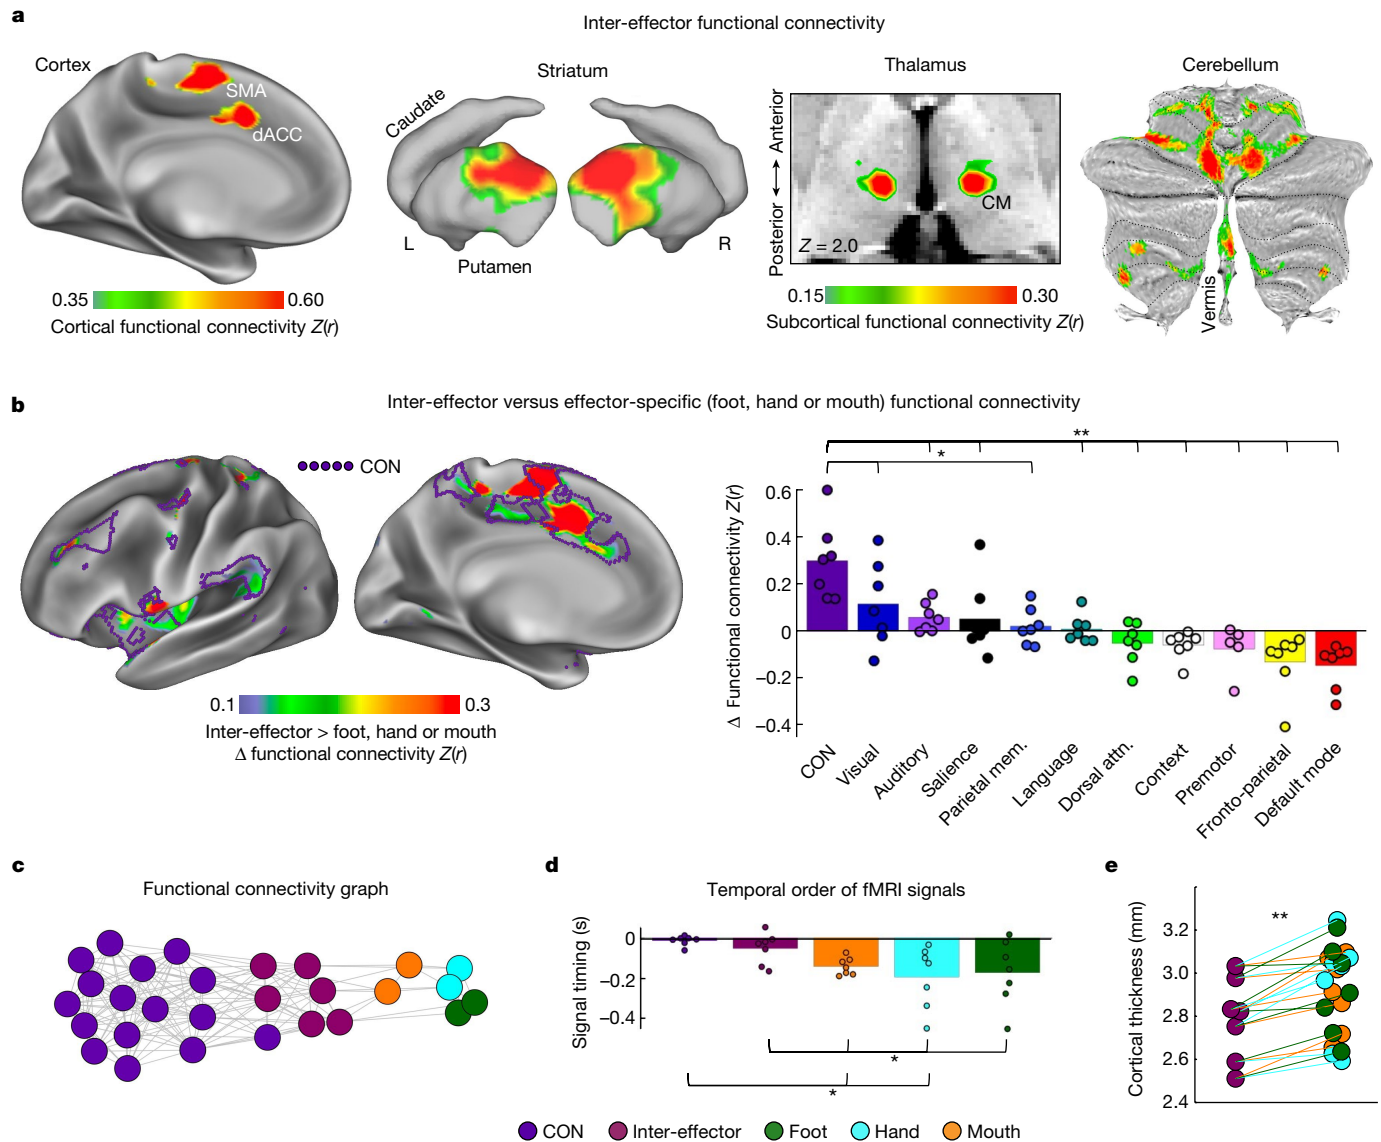 a
Inter-effector functional connectivity
Cortex
SMA
dACC
0.35
0.60
Cortical functional connectivity Z(r)
Striatum
Caudate
L
R
Putamen
Thalamus
Posterior ⟷ Anterior
CM
Z = 2.0
0.15
0.30
Subcortical functional connectivity Z(r)
Cerebellum
Vermis
b
Inter-effector versus effector-specific (foot, hand or mouth) functional connectivity
CON
0.1
0.3
Inter-effector > foot, hand or mouth
Δ functional connectivity Z(r)
**
*
Δ Functional connectivity Z(r)
0.6
0.4
0.2
0
−0.2
−0.4
CON
Visual
Auditory
Salience
Parietal mem.
Language
Dorsal attn.
Context
Premotor
Fronto-parietal
Default mode
c
Functional connectivity graph
d
Temporal order of fMRI signals
Signal timing (s)
0
−0.2
−0.4
*
*
e
Cortical thickness (mm)
**
3.2
3.0
2.8
2.6
2.4
CON
Inter-effector
Foot
Hand
Mouth